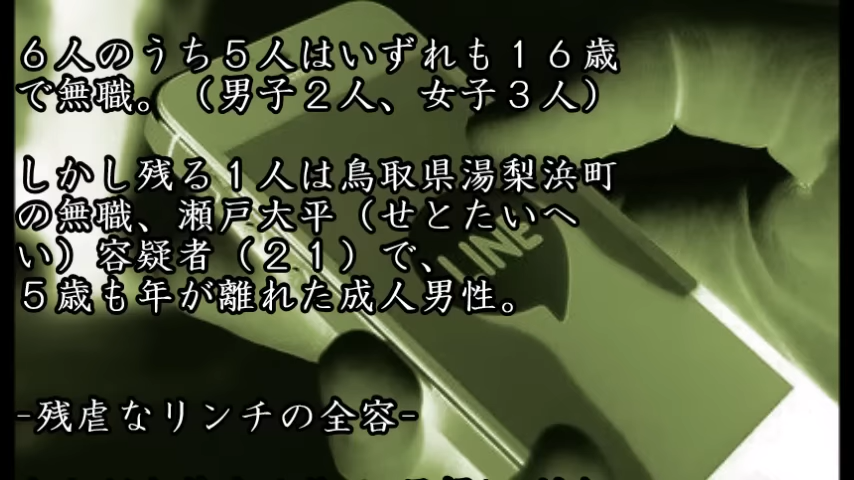 ６人のうち５人はいずれも１６歳
で無職。（男子２人、女子３人）
しかし残る１人は鳥取県湯梨浜町
の無職、瀬戸大平（せとたいへ
い）容疑者（２１）で、
５歳も年が離れた成人男性。
LINE
-残虐なリンチの全容-